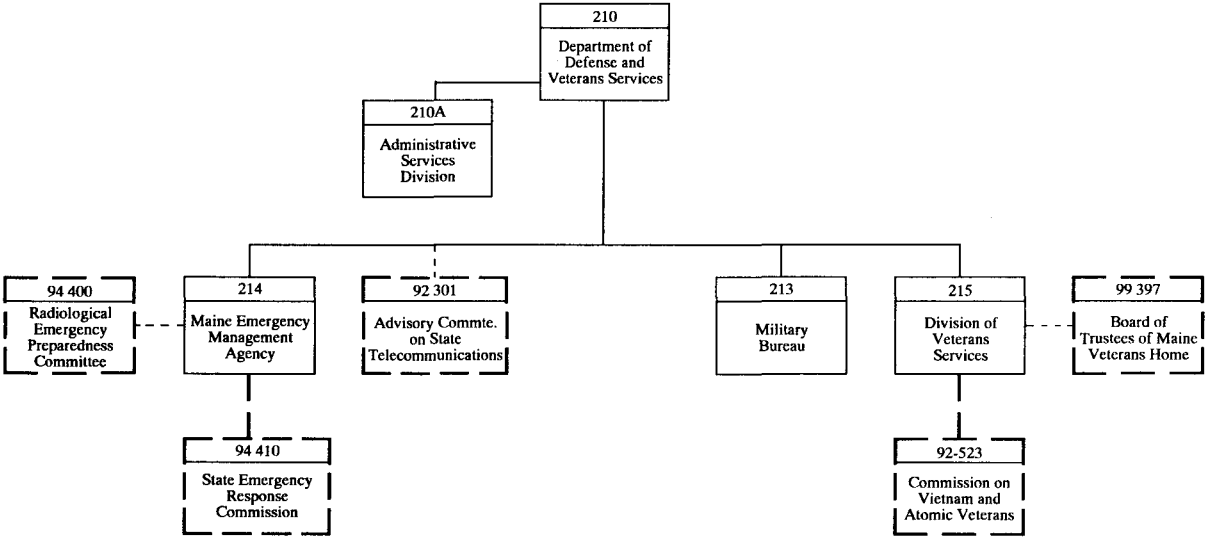 210
Department of
Defense and
Veterans Services
210A
Administrative
Services
Division
94 400
Radiological
Emergency
Preparedness
Committee
214
Maine Emergency
Management
Agency
92 301
Advisory Commte.
on State
Telecommunications
213
Military
Bureau
215
Division of
Veterans
Services
99 397
Board of
Trustees of Maine
Veterans Home
94 410
State Emergency
Response
Commission
92-523
Commission on
Vietnam and
Atomic Veterans